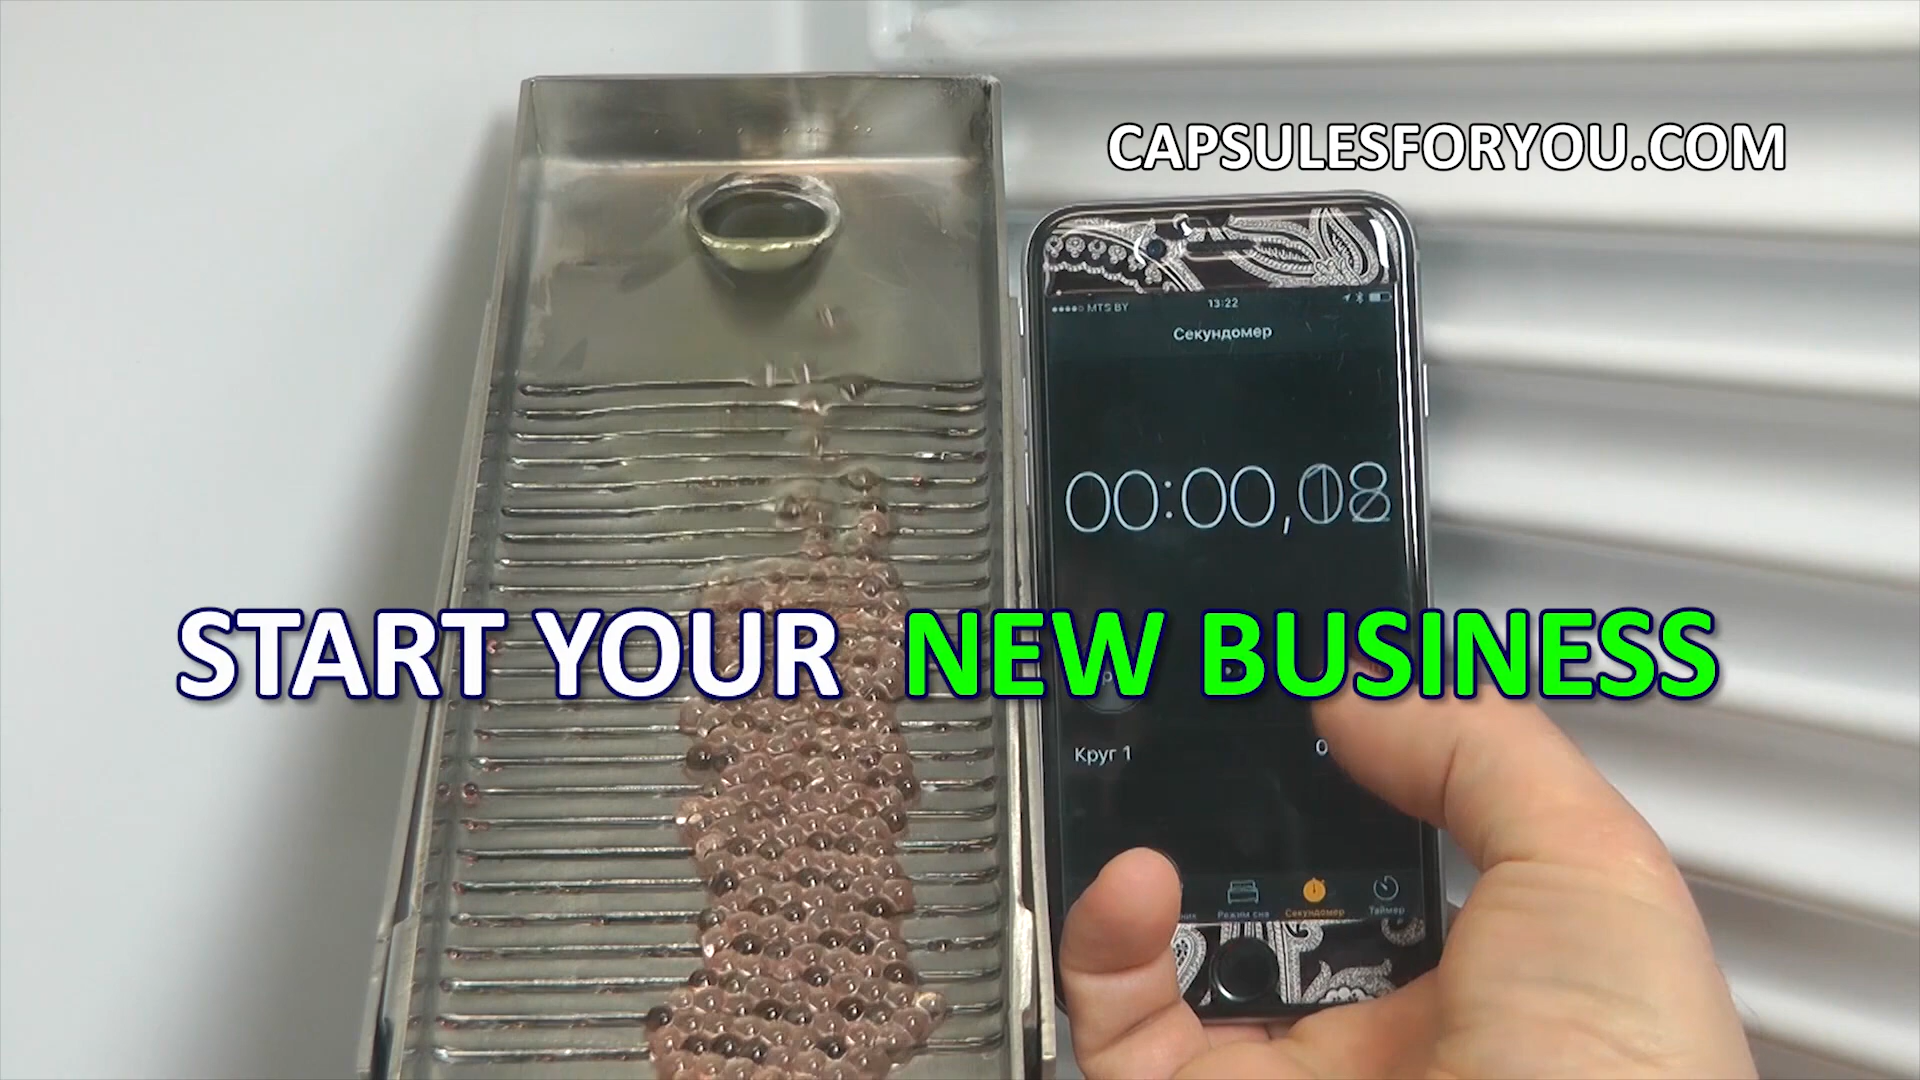 CAPSULESFORYOU.COM
MTS BY 13:22
Секундомер
00:00,
START YOUR NEW BUSINESS
Круг 1
0
Режим сна Секундомер Таймер